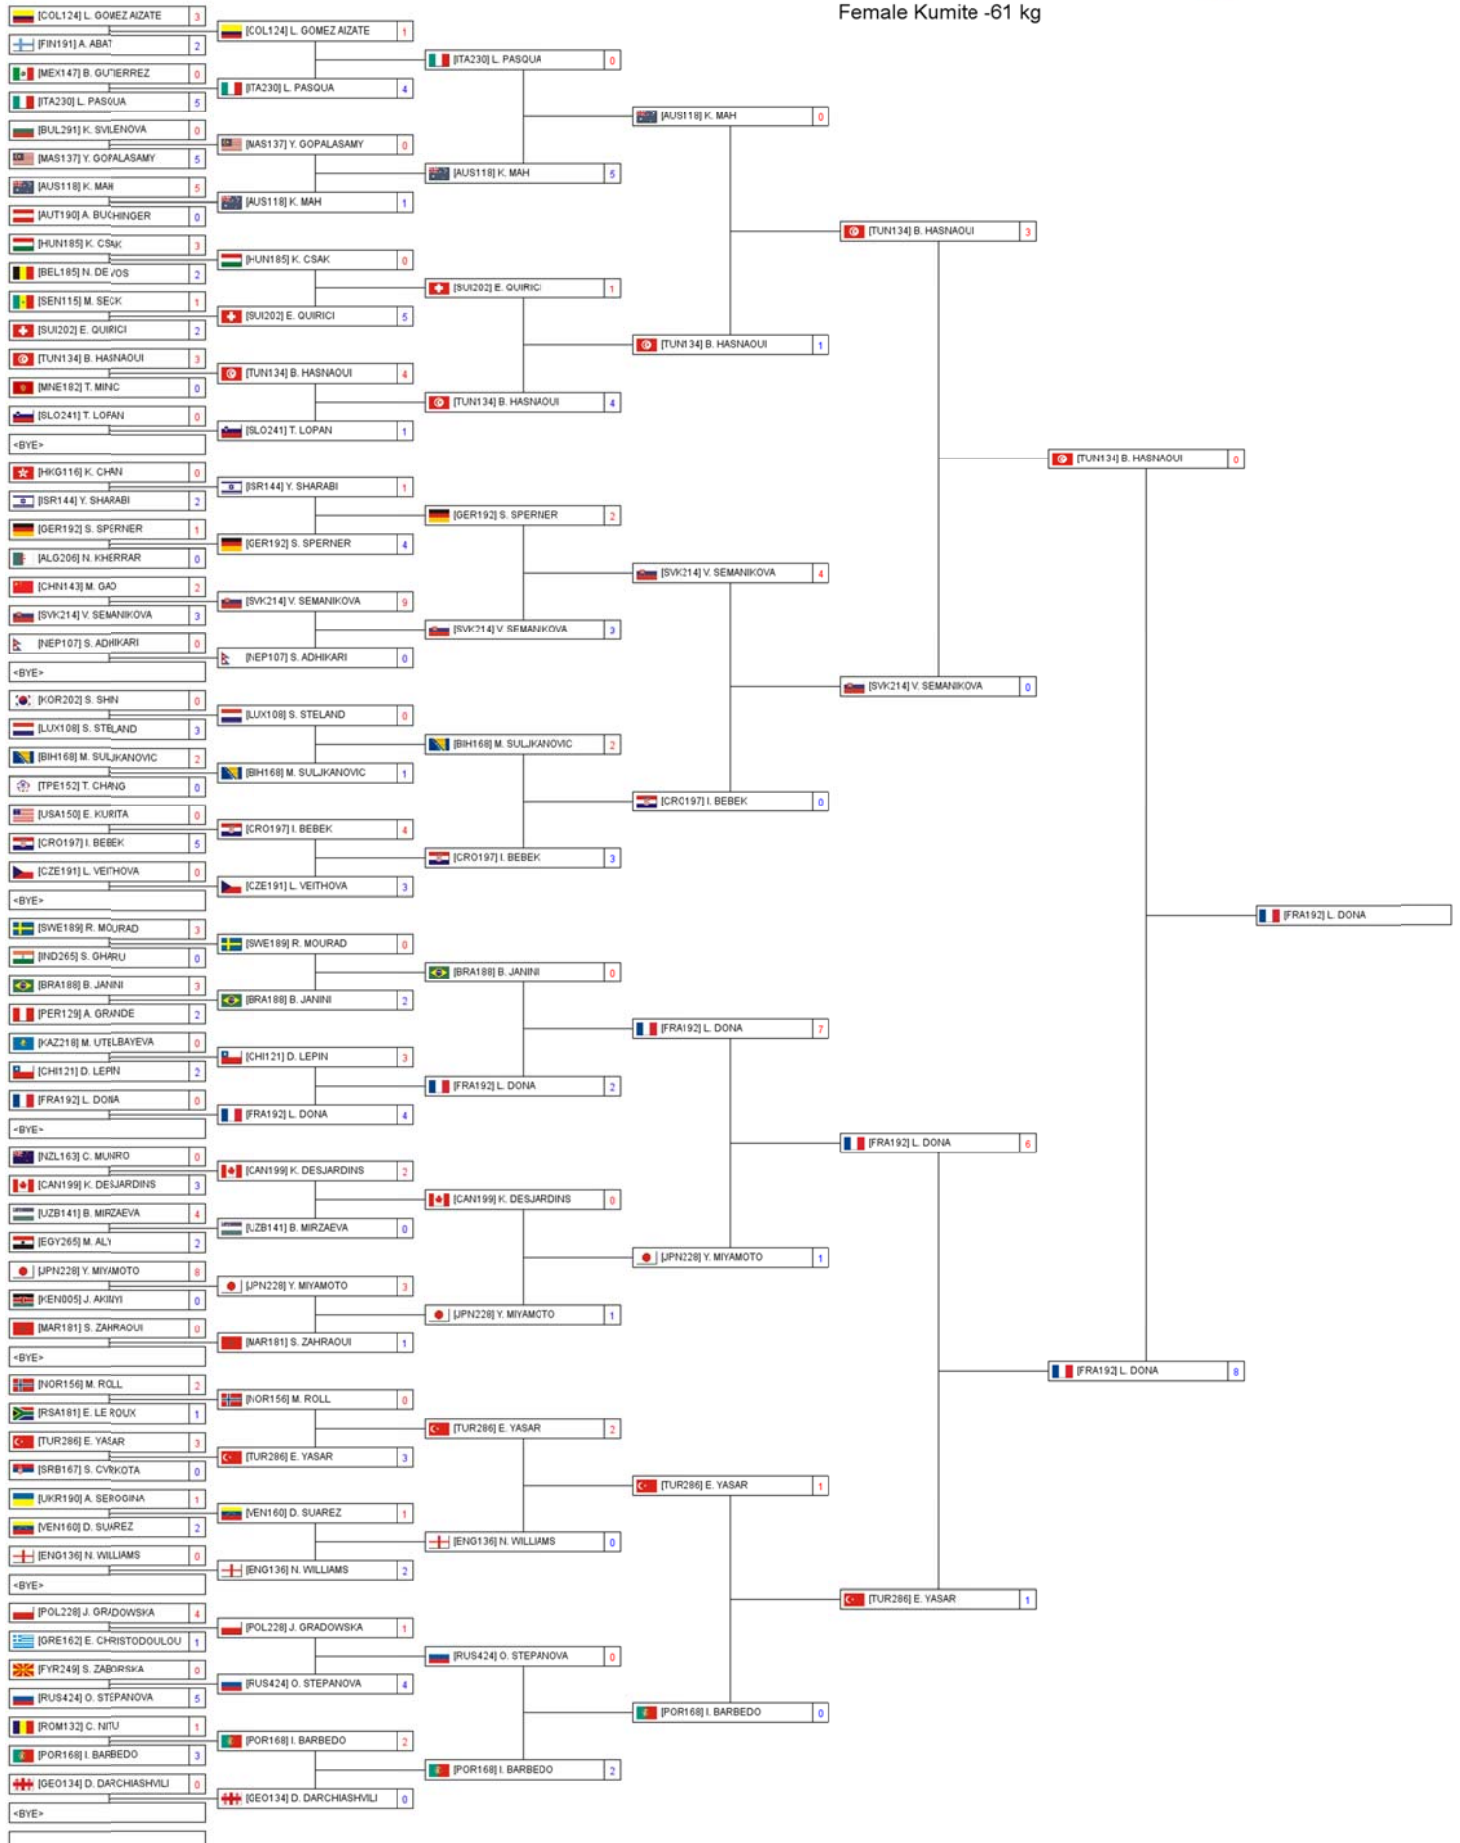 Female Kumite -61 kg
[COL124] L. GOMEZ AIZATE 3
[FIN191] A. ABAT 2
[MEX147] B. GUTIERREZ 0
[ITA230] L. PASQUA 5
[BUL291] K. SVILENOVA 0
[MAS137] Y. GOPALASAMY 5
[AUS118] K. MAH 5
[AUT190] A. BUCHINGER 0
[HUN185] K. CSAK 3
[BEL185] N. DE VOS 2
[SEN115] M. SECK 1
[SUI202] E. QUIRICI 2
[TUN134] B. HASNAOUI 3
[MNE182] T. MINC 0
[SLO241] T. LOPAN 0
<BYE>
[HKG116] K. CHAN 0
[ISR144] Y. SHARABI 2
[GER192] S. SPERNER 1
[ALG206] N. KHERRAR 0
[CHN143] M. GAO 2
[SVK214] V. SEMANIKOVA 3
[NEP107] S. ADHIKARI 0
<BYE>
[KOR202] S. SHIN 0
[LUX108] S. STELAND 3
[BIH168] M. SULJKANOVIC 2
[TPE152] T. CHANG 0
[USA150] E. KURITA 0
[CRO197] I. BEBEK 5
[CZE191] L. VEITHOVA 0
<BYE>
[SWE189] R. MOURAD 3
[IND265] S. GHARU 0
[BRA188] B. JANINI 3
[PER129] A. GRANDE 2
[KAZ218] M. UTELBAYEVA 0
[CHI121] D. LEPIN 2
[FRA192] L. DONA 0
<BYE>
[NZL163] C. MUNRO 0
[CAN199] K. DESJARDINS 3
[UZB141] B. MIRZAEVA 4
[EGY265] M. ALY 2
[JPN228] Y. MIYAMOTO 8
[KEN005] J. AKINYI 0
[MAR181] S. ZAHRAOUI 0
<BYE>
[NOR156] M. ROLL 2
[RSA181] E. LE ROUX 1
[TUR286] E. YASAR 3
[SRB167] S. CVRKOTA 0
[UKR190] A. SEROGINA 1
[VEN160] D. SUAREZ 2
[ENG136] N. WILLIAMS 0
<BYE>
[POL228] J. GRADOWSKA 4
[GRE162] E. CHRISTODOULOU 1
[FYR249] S. ZABORSKA 0
[RUS424] O. STEPANOVA 5
[ROM132] C. NITU 1
[POR168] I. BARBEDO 3
[GEO134] D. DARCHIASHVILI 0
<BYE>
[COL124] L. GOMEZ AIZATE 1
[ITA230] L. PASQUA 4
[MAS137] Y. GOPALASAMY 0
[AUS118] K. MAH 1
[HUN185] K. CSAK 0
[SUI202] E. QUIRICI 5
[TUN134] B. HASNAOUI 4
[SLO241] T. LOPAN 1
[ISR144] Y. SHARABI 1
[GER192] S. SPERNER 4
[SVK214] V. SEMANIKOVA 9
[NEP107] S. ADHIKARI 0
[LUX108] S. STELAND 0
[BIH168] M. SULJKANOVIC 1
[CRO197] I. BEBEK 4
[CZE191] L. VEITHOVA 3
[SWE189] R. MOURAD 0
[BRA188] B. JANINI 2
[CHI121] D. LEPIN 3
[FRA192] L. DONA 4
[CAN199] K. DESJARDINS 2
[UZB141] B. MIRZAEVA 0
[JPN228] Y. MIYAMOTO 3
[MAR181] S. ZAHRAOUI 1
[NOR156] M. ROLL 0
[TUR286] E. YASAR 3
[VEN160] D. SUAREZ 1
[ENG136] N. WILLIAMS 2
[POL228] J. GRADOWSKA 1
[RUS424] O. STEPANOVA 4
[POR168] I. BARBEDO 2
[GEO134] D. DARCHIASHVILI 0
[ITA230] L. PASQUA 0
[AUS118] K. MAH 5
[SUI202] E. QUIRICI 1
[TUN134] B. HASNAOUI 4
[GER192] S. SPERNER 2
[SVK214] V. SEMANIKOVA 3
[BIH168] M. SULJKANOVIC 2
[CRO197] I. BEBEK 3
[BRA188] B. JANINI 0
[FRA192] L. DONA 2
[CAN199] K. DESJARDINS 0
[JPN228] Y. MIYAMOTO 1
[TUR286] E. YASAR 2
[ENG136] N. WILLIAMS 0
[RUS424] O. STEPANOVA 0
[POR168] I. BARBEDO 2
[AUS118] K. MAH 0
[TUN134] B. HASNAOUI 1
[SVK214] V. SEMANIKOVA 4
[CRO197] I. BEBEK 0
[FRA192] L. DONA 7
[JPN228] Y. MIYAMOTO 1
[TUR286] E. YASAR 1
[POR168] I. BARBEDO 0
[TUN134] B. HASNAOUI 3
[SVK214] V. SEMANIKOVA 0
[FRA192] L. DONA 6
[TUR286] E. YASAR 1
[TUN134] B. HASNAOUI 0
[FRA192] L. DONA 8
[FRA192] L. DONA